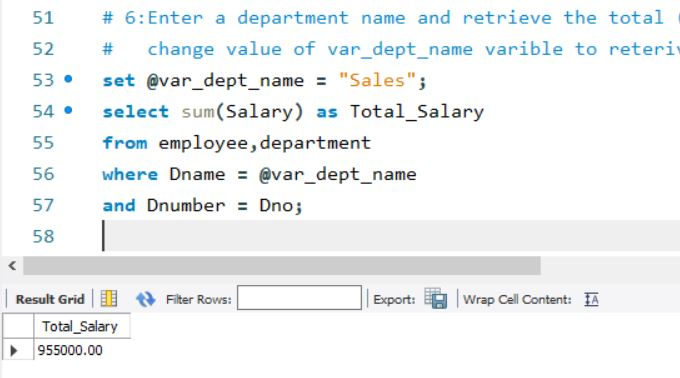 51 # 6:Enter a department name and retrieve the total
52 # change value of var_dept_name varible to
53 set @var_dept_name = "Sales";
54 select sum(Salary) as Total_Salary
55 from employee,department
56 where Dname = @var_dept_name
57 and Dnumber = Dno;
58
Result Grid Filter Rows: Export: Wrap Cell Content: IA
Total_Salary
955000.00